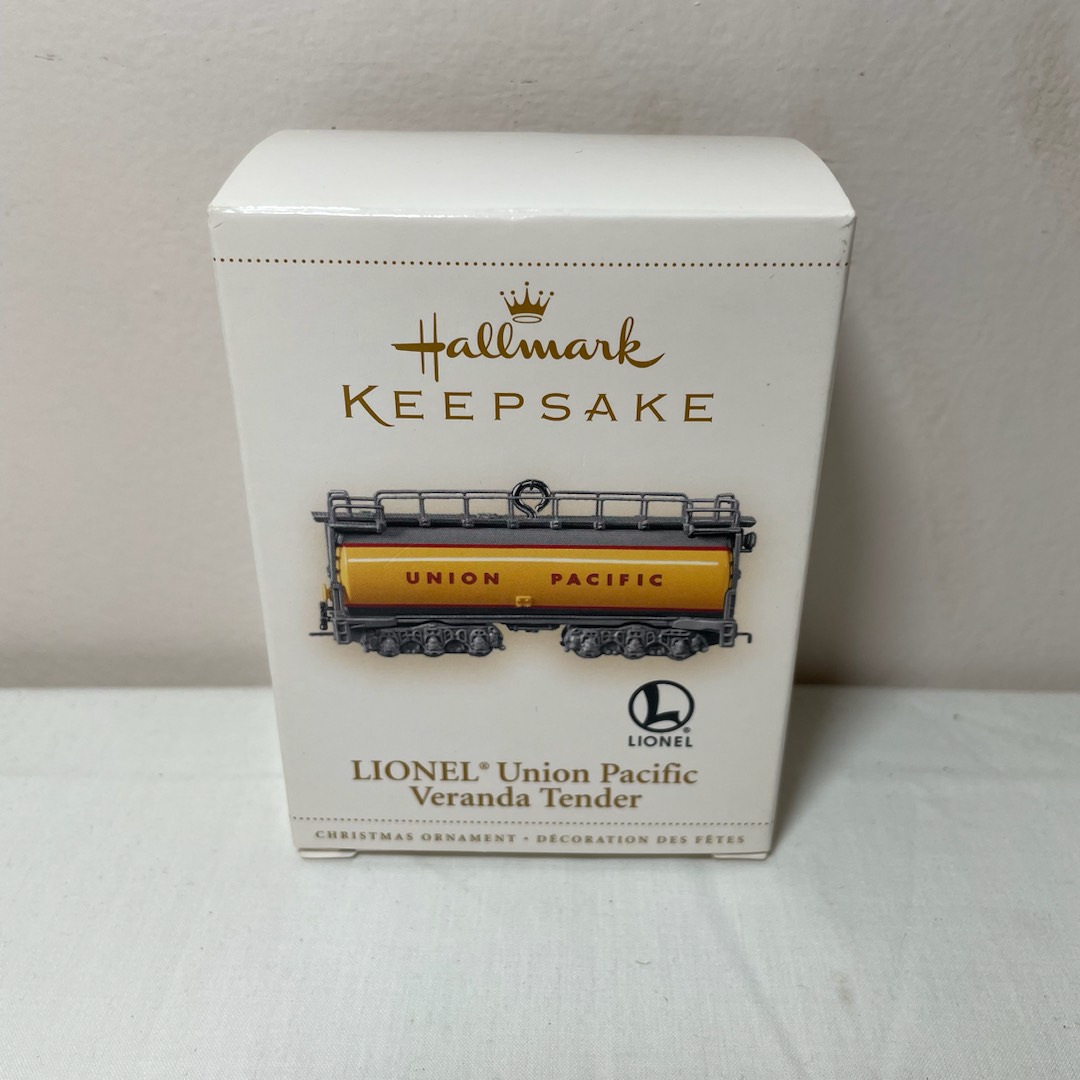 Hallmark
KEEPSAKE
UNION PACIFIC
L
®
LIONEL
LIONEL® Union Pacific
Veranda Tender
CHRISTMAS ORNAMENT • DÉCORATION DES FÊTES